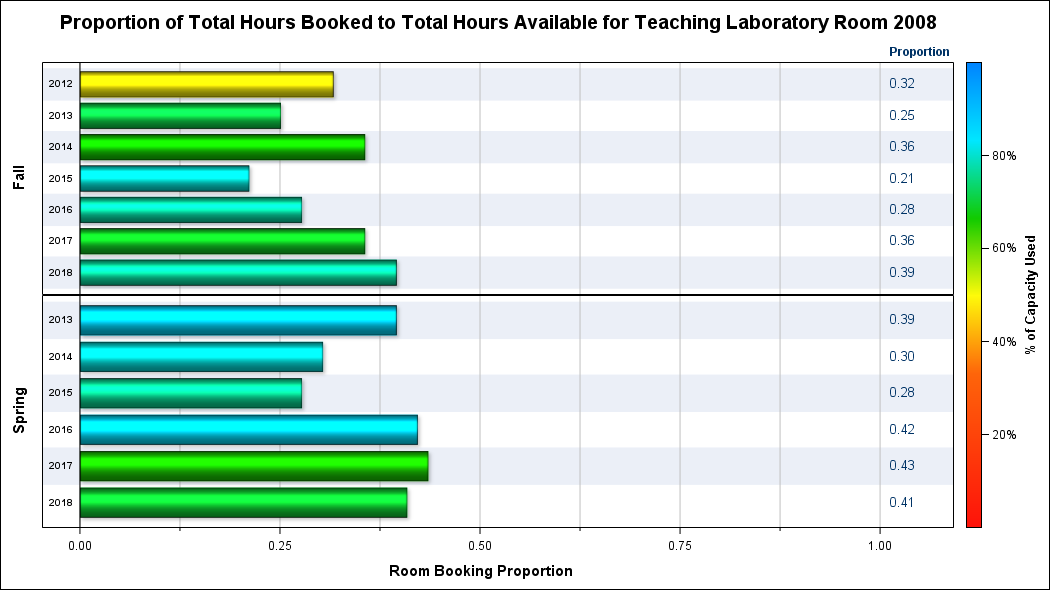 Proportion of Total Hours Booked to Total Hours Available for Teaching Laboratory Room 2008
Proportion
Fall
2012 0.32
2013 0.25
2014 0.36
2015 0.21
2016 0.28
2017 0.36
2018 0.39
Spring
2013 0.39
2014 0.30
2015 0.28
2016 0.42
2017 0.43
2018 0.41
0.00 0.25 0.50 0.75 1.00
Room Booking Proportion
80%
60%
40%
20%
% of Capacity Used